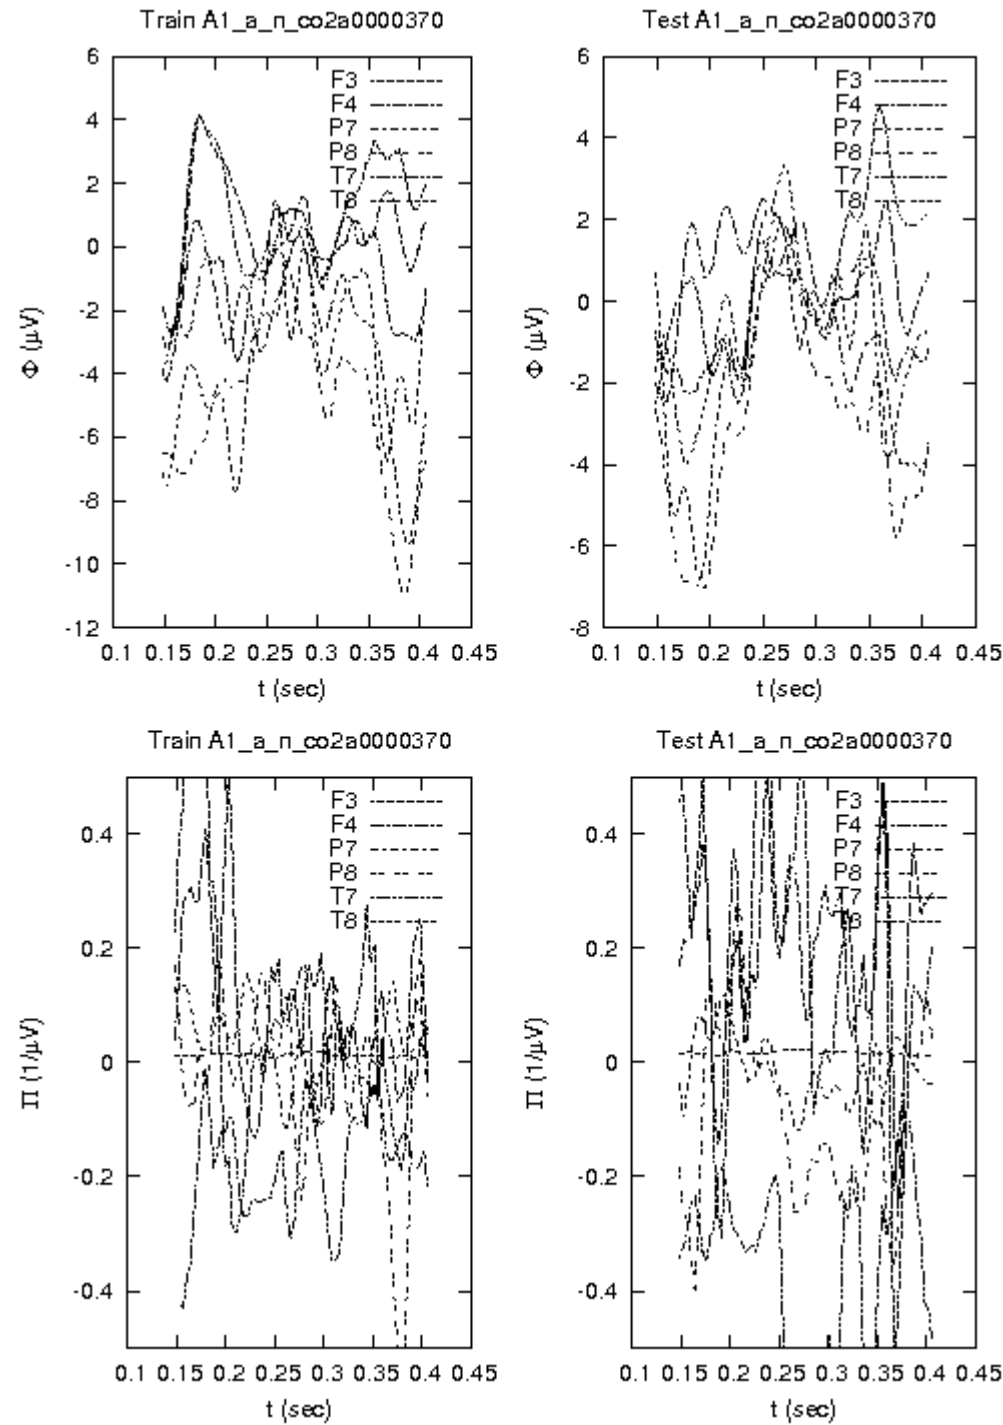 Train A1_a_n_co2a0000370
F3
F4
P7
P8
T7
T8
6
4
2
0
-2
-4
-6
-8
-10
-12
Φ (μV)
0.1 0.15 0.2 0.25 0.3 0.35 0.4 0.45
t (sec)
Test A1_a_n_co2a0000370
F3
F4
P7
P8
T7
T8
6
4
2
0
-2
-4
-6
-8
Φ (μV)
0.1 0.15 0.2 0.25 0.3 0.35 0.4 0.45
t (sec)
Train A1_a_n_co2a0000370
F3
F4
P7
P8
T7
T8
0.4
0.2
0
-0.2
-0.4
Π (1/μV)
0.1 0.15 0.2 0.25 0.3 0.35 0.4 0.45
t (sec)
Test A1_a_n_co2a0000370
F3
F4
P7
P8
T7
T8
0.4
0.2
0
-0.2
-0.4
Π (1/μV)
0.1 0.15 0.2 0.25 0.3 0.35 0.4 0.45
t (sec)